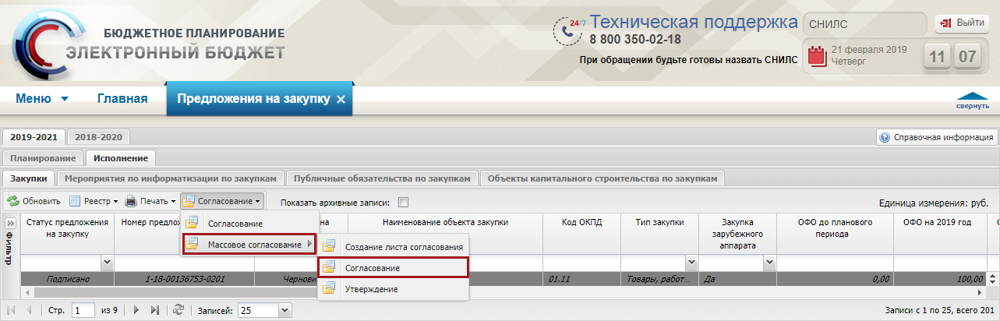 БЮДЖЕТНОЕ ПЛАНИРОВАНИЕ
ЭЛЕКТРОННЫЙ БЮДЖЕТ
24/7 Техническая поддержка
8 800 350-02-18
При обращении будьте готовы назвать СНИЛС
СНИЛС
Выйти
21 февраля 2019
Четверг
11 07
Меню Главная Предложения на закупку
свернуть
2019-2021 2018-2020 Справочная информация
Планирование Исполнение
Закупки Мероприятия по информатизации по закупкам Публичные обязательства по закупкам Объекты капитального строительства по закупкам
Обновить Реестр Печать Согласование Показать архивные записи: Единица измерения: руб.
Фильтр
Статус предложения на закупку
Номер предло
на
Наименование объекта закупки
Код ОКПД
Тип закупки
Закупка зарубежного аппарата
ОФО до планового периода
ОФО на 2019 год
Согласование
Массовое согласование
Создание листа согласования
Согласование
Утверждение
Подписано 1-18-00136753-0201 Чернови 01.11 Товары, работ... Да 0,00 100,00
Стр. 1 из 9 Записей: 25 Записи с 1 по 25, всего 201